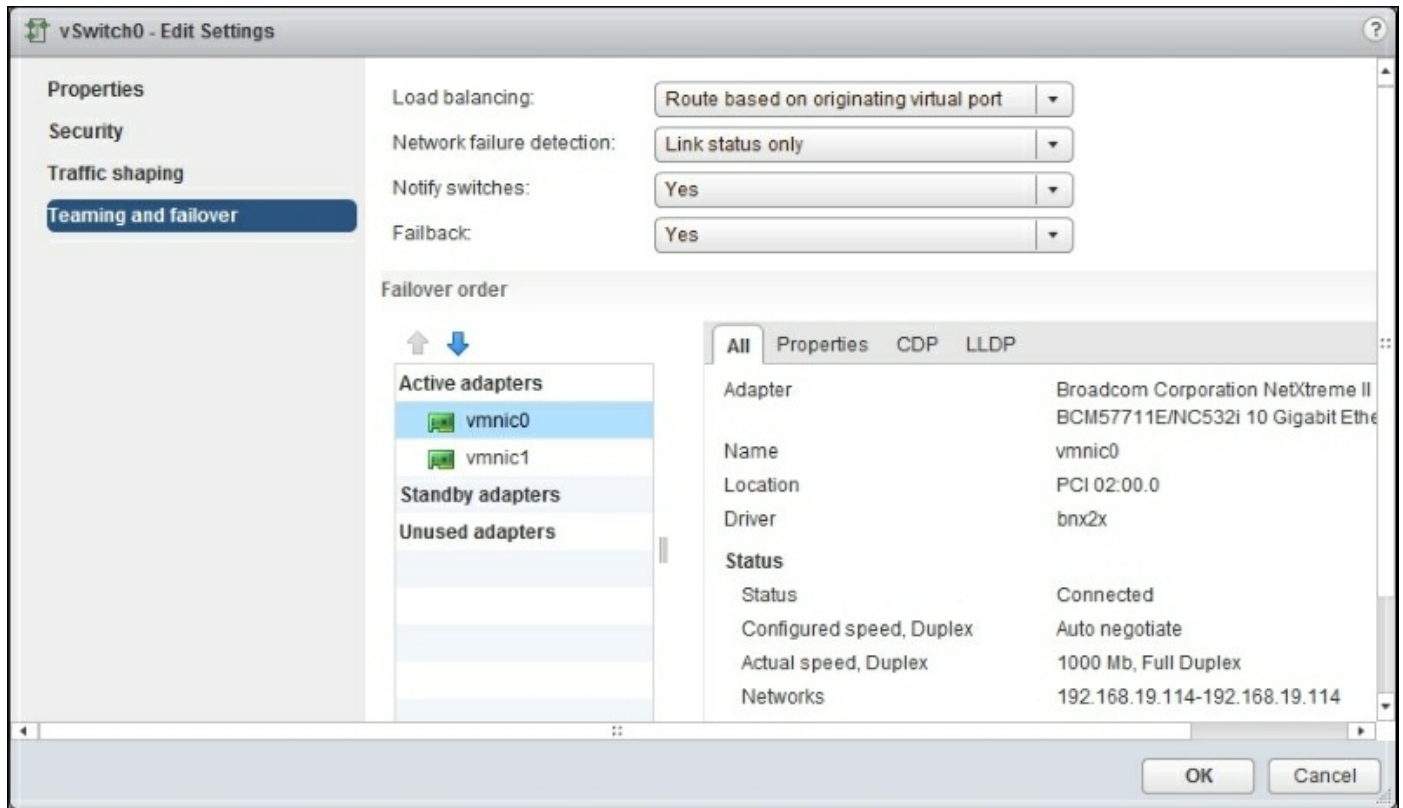 vSwitch0 - Edit Settings
?
Properties
Security
Traffic shaping
Teaming and failover
Load balancing: Route based on originating virtual port
Network failure detection: Link status only
Notify switches: Yes
Failback: Yes
Failover order
Active adapters
vmnic0
vmnic1
Standby adapters
Unused adapters
All Properties CDP LLDP
Adapter Broadcom Corporation NetXtreme II
BCM57711E/NC532i 10 Gigabit Ethe
Name vmnic0
Location PCI 02:00.0
Driver bnx2x
Status
Status Connected
Configured speed, Duplex Auto negotiate
Actual speed, Duplex 1000 Mb, Full Duplex
Networks 192.168.19.114-192.168.19.114
OK Cancel